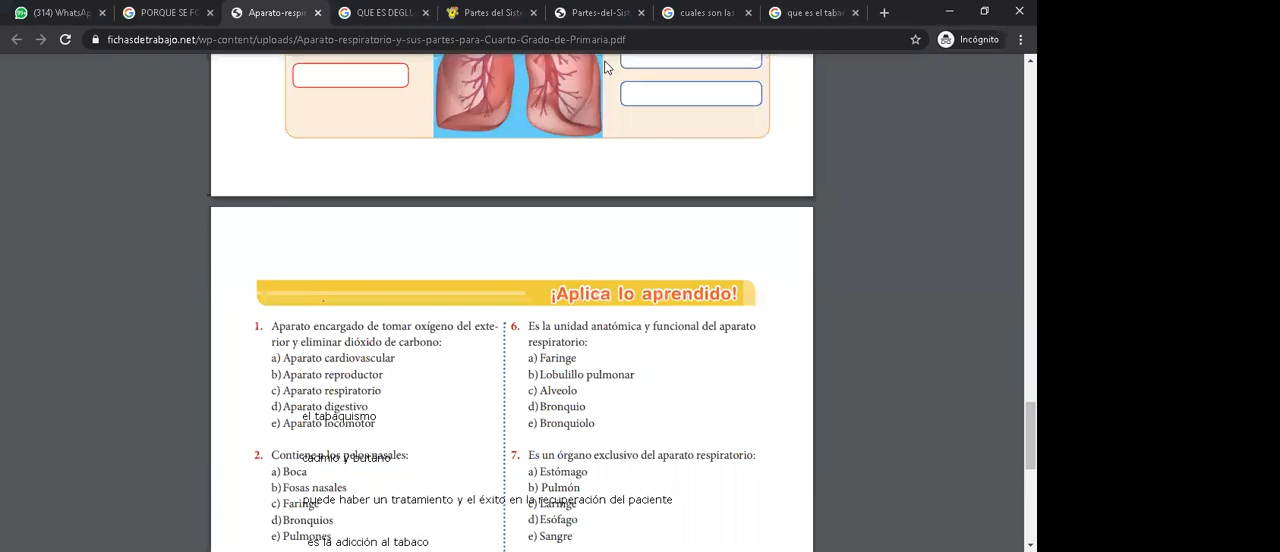 (314) WhatsAp
PORQUE SE FO
Aparato-respir
QUE ES DEGLU
Partes del Siste
Partes-del-Sist
cuales son las
que es el taba
fichasdetrabajo.net/wp-content/uploads/Aparato-respiratorio-y-sus-partes-para-Cuarto-Grado-de-Primaria.pdf
Incógnito
¡Aplica lo aprendido!
1. Aparato encargado de tomar oxígeno del exte-
rior y eliminar dióxido de carbono:
a) Aparato cardiovascular
b) Aparato reproductor
c) Aparato respiratorio
d) Aparato digestivo
el tabaquismo
e) Aparato locomotor
2. Contiene a los pelos nasales:
cadmio y butano
a) Boca
b) Fosas nasales
puede haber un tratamiento y el éxito en la recuperación del paciente
c) Faringe
d) Bronquios
e) Pulmones
es la adicción al tabaco
6. Es la unidad anatómica y funcional del aparato
respiratorio:
a) Faringe
b) Lobulillo pulmonar
c) Alveolo
d) Bronquio
e) Bronquiolo
7. Es un órgano exclusivo del aparato respiratorio:
a) Estómago
b) Pulmón
c) Laringe
d) Esófago
e) Sangre